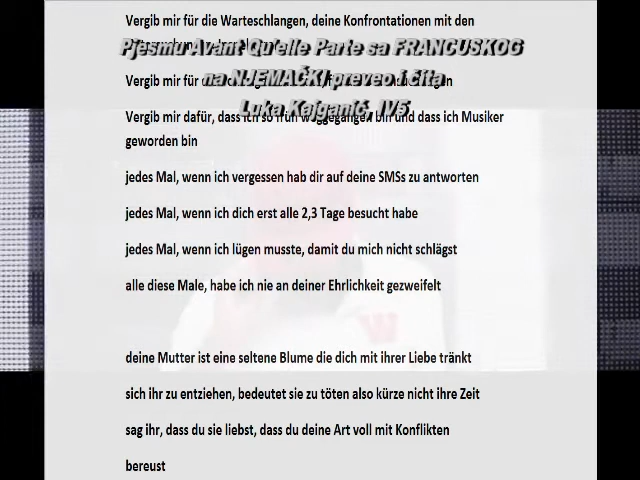 Vergib mir für die Warteschlangen, deine Konfrontationen mit den
Pjesmu Avant Qu'elle Parte sa FRANCUSKOG
na NJEMAČKI preveo i čita
Luka Kajganić, IV5
Vergib mir für
Vergib mir dafür, dass ich so früh weggegangen bin und dass ich Musiker
geworden bin
jedes Mal, wenn ich vergessen hab dir auf deine SMSs zu antworten
jedes Mal, wenn ich dich erst alle 2,3 Tage besucht habe
jedes Mal, wenn ich lügen musste, damit du mich nicht schlägst
alle diese Male, habe ich nie an deiner Ehrlichkeit gezweifelt
deine Mutter ist eine seltene Blume die dich mit ihrer Liebe tränkt
sich ihr zu entziehen, bedeutet sie zu töten also kürze nicht ihre Zeit
sag ihr, dass du sie liebst, dass du deine Art voll mit Konflikten
bereust